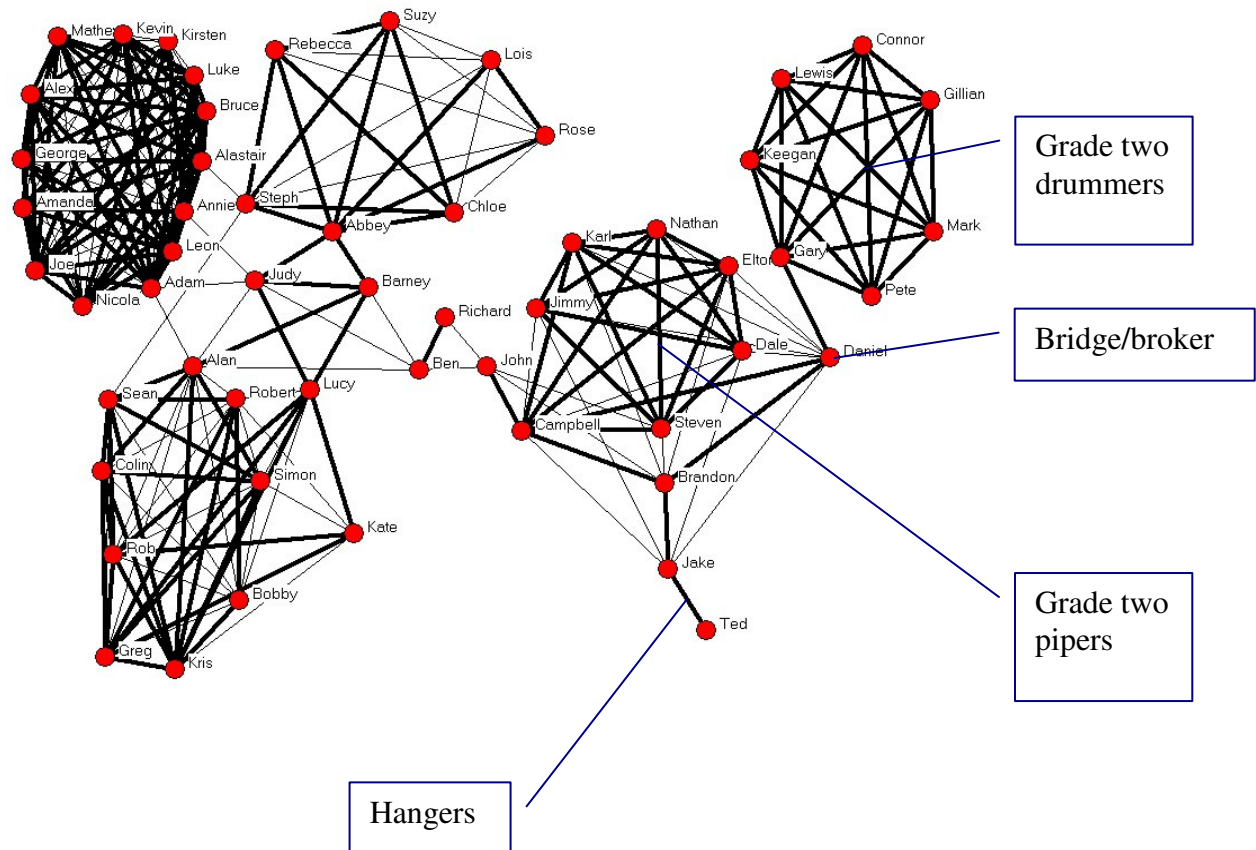 Mathe
Kevin
Kirsten
Suzy
Rebecca
Lois
Connor
Luke
Lewis
Alex
Gillian
Bruce
Rose
Grade two
drummers
George
Alastair
Keegan
Amanda
Annie
Steph
Chloe
Abbey
Nathan
Mark
Karl
Leon
Gary
Elton
Joe
Adam
Judy
Barney
Nicola
Jimmy
Pete
Richard
Bridge/broker
Dale
Daniel
Alan
Ben
John
Sean
Robert
Lucy
Campbell
Steven
Colin
Simon
Brandon
Kate
Rob
Jake
Grade two
pipers
Bobby
Ted
Greg
Kris
Hangers